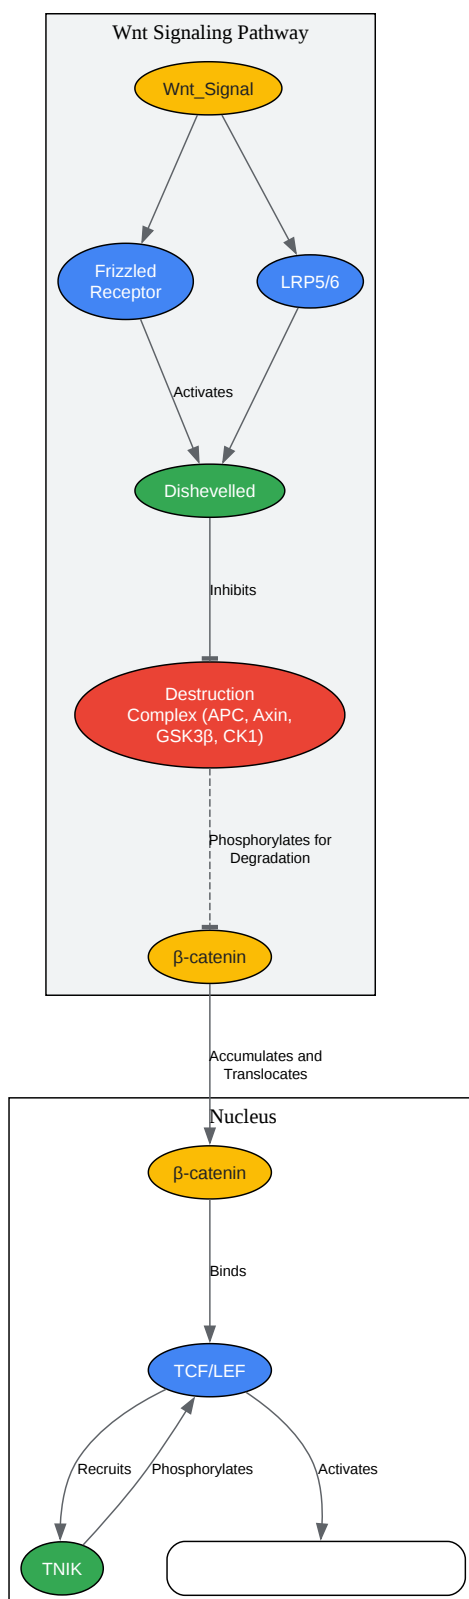 Wnt Signaling Pathway
Wnt_Signal
Frizzled
Receptor
LRP5/6
Activates
Dishevelled
Inhibits
Destruction
Complex (APC, Axin,
GSK3β, CK1)
Phosphorylates for
Degradation
β-catenin
Accumulates and
Translocates
Nucleus
β-catenin
Binds
TCF/LEF
Recruits
Phosphorylates
Activates
TNIK